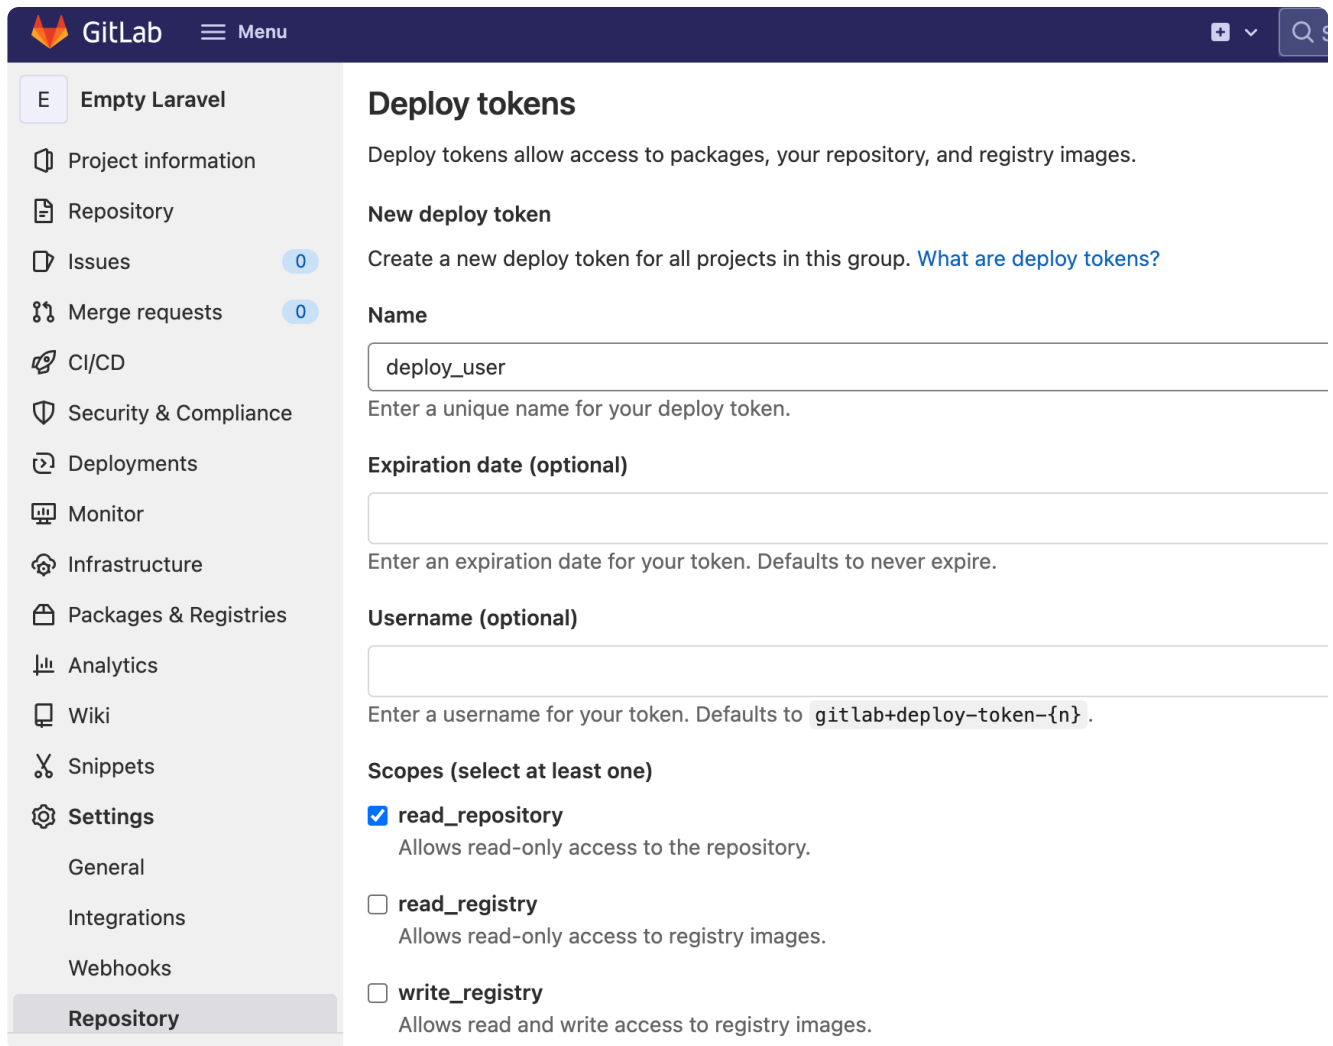 GitLab
Menu
E
Empty Laravel
Project information
Repository
Issues
0
Merge requests
0
CI/CD
Security & Compliance
Deployments
Monitor
Infrastructure
Packages & Registries
Analytics
Wiki
Snippets
Settings
General
Integrations
Webhooks
Repository
Deploy tokens
Deploy tokens allow access to packages, your repository, and registry images.
New deploy token
Create a new deploy token for all projects in this group. What are deploy tokens?
Name
deploy_user
Enter a unique name for your deploy token.
Expiration date (optional)
Enter an expiration date for your token. Defaults to never expire.
Username (optional)
Enter a username for your token. Defaults to gitlab+deploy-token-{n}.
Scopes (select at least one)
read_repository
Allows read-only access to the repository.
read_registry
Allows read-only access to registry images.
write_registry
Allows read and write access to registry images.